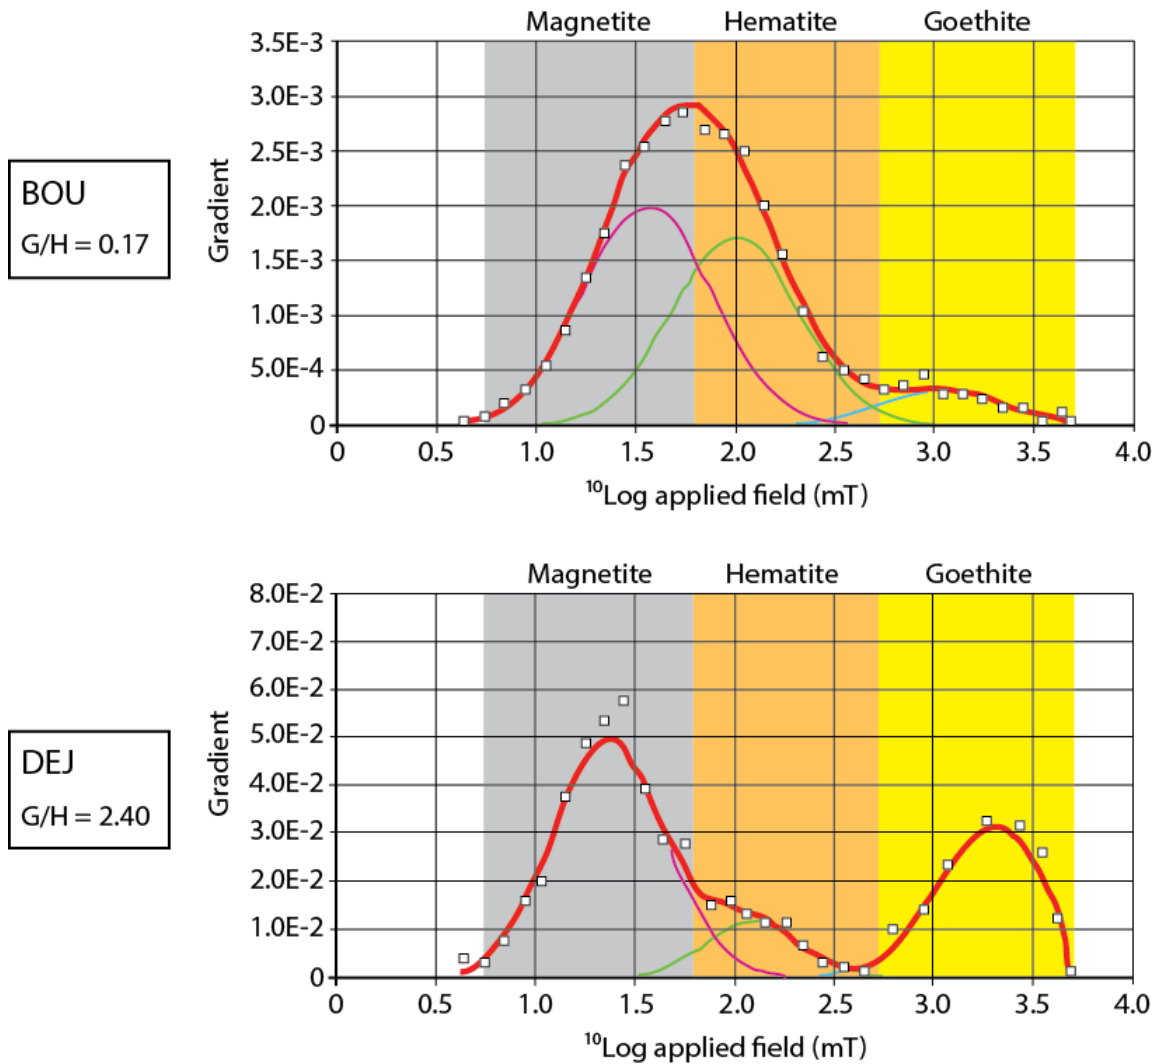 Magnetite Hematite Goethite
3.5E-3
3.0E-3
2.5E-3
2.0E-3
1.5E-3
1.0E-3
5.0E-4
0
Gradient
BOU
G/H = 0.17
0 0.5 1.0 1.5 2.0 2.5 3.0 3.5 4.0
¹⁰Log applied field (mT)
Magnetite Hematite Goethite
8.0E-2
7.0E-2
6.0E-2
5.0E-2
4.0E-2
3.0E-2
2.0E-2
1.0E-2
0
Gradient
DEJ
G/H = 2.40
0 0.5 1.0 1.5 2.0 2.5 3.0 3.5 4.0
¹⁰Log applied field (mT)